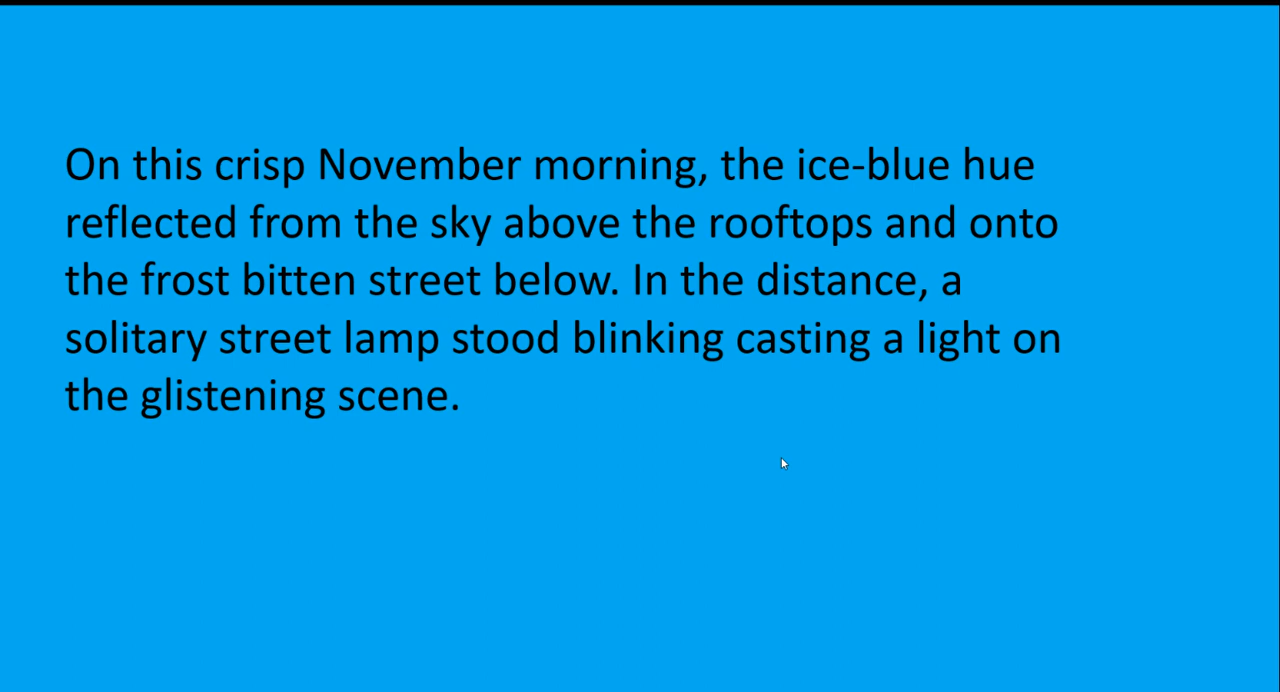 On this crisp November morning, the ice-blue hue
reflected from the sky above the rooftops and onto
the frost bitten street below. In the distance, a
solitary street lamp stood blinking casting a light on
the glistening scene.